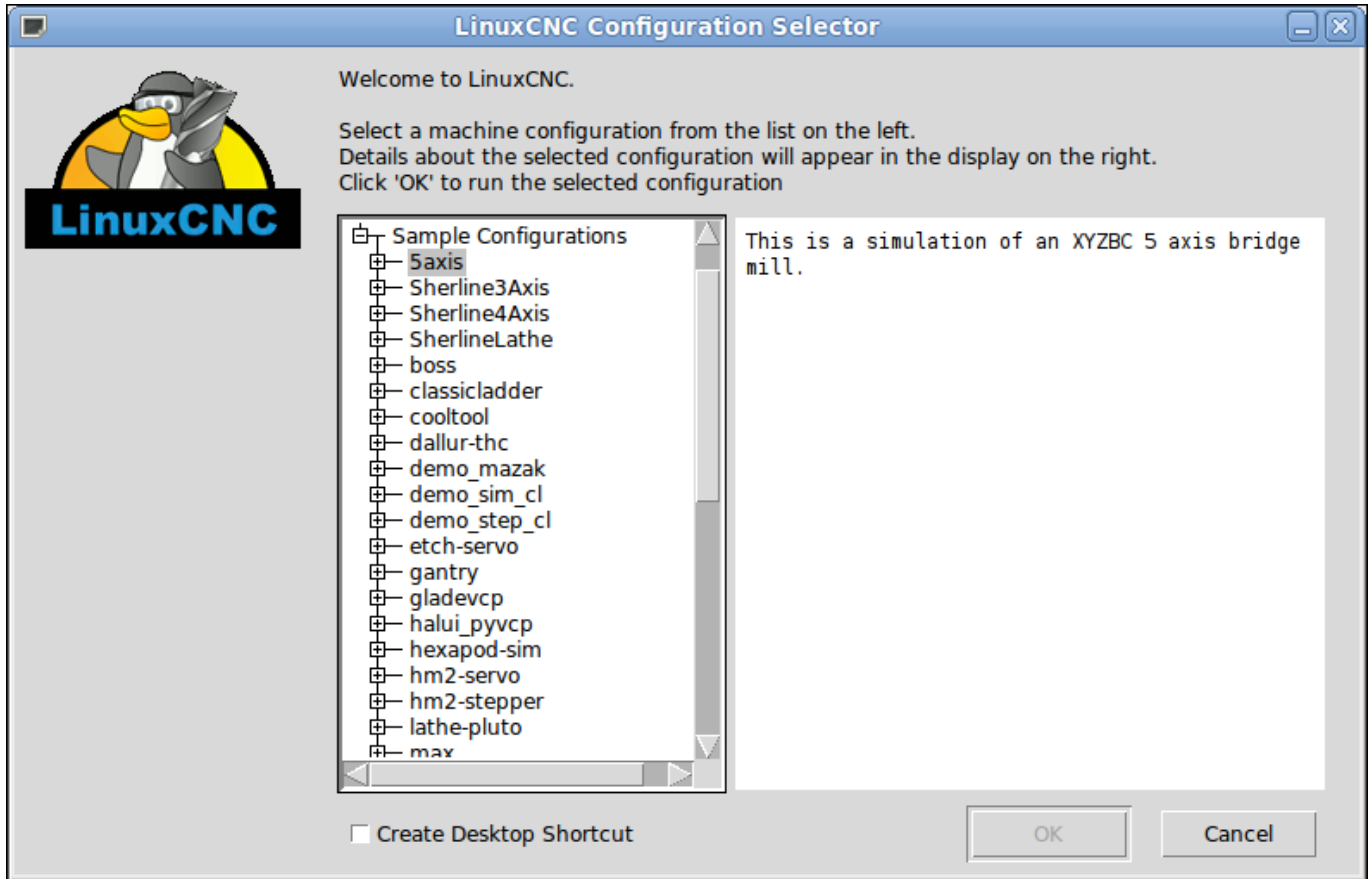 LinuxCNC Configuration Selector
LinuxCNC
Welcome to LinuxCNC.
Select a machine configuration from the list on the left.
Details about the selected configuration will appear in the display on the right.
Click 'OK' to run the selected configuration
Sample Configurations
5axis
Sherline3Axis
Sherline4Axis
SherlineLathe
boss
classicladder
cooltool
dallur-thc
demo_mazak
demo_sim_cl
demo_step_cl
etch-servo
gantry
gladevcp
halui_pyvcp
hexapod-sim
hm2-servo
hm2-stepper
lathe-pluto
max
This is a simulation of an XYZBC 5 axis bridge
mill.
Create Desktop Shortcut
OK
Cancel